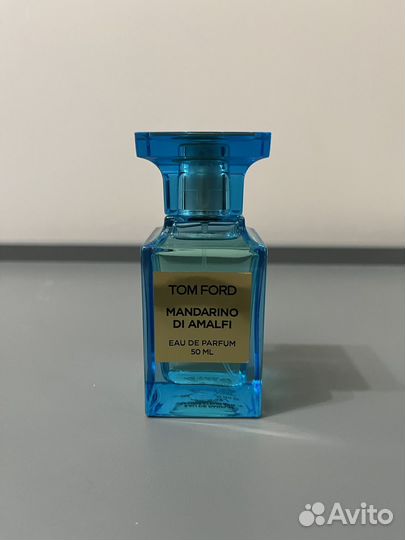 TOM FORD
MANDARINO
DI AMALFI
EAU DE PARFUM
50 ML
Avito